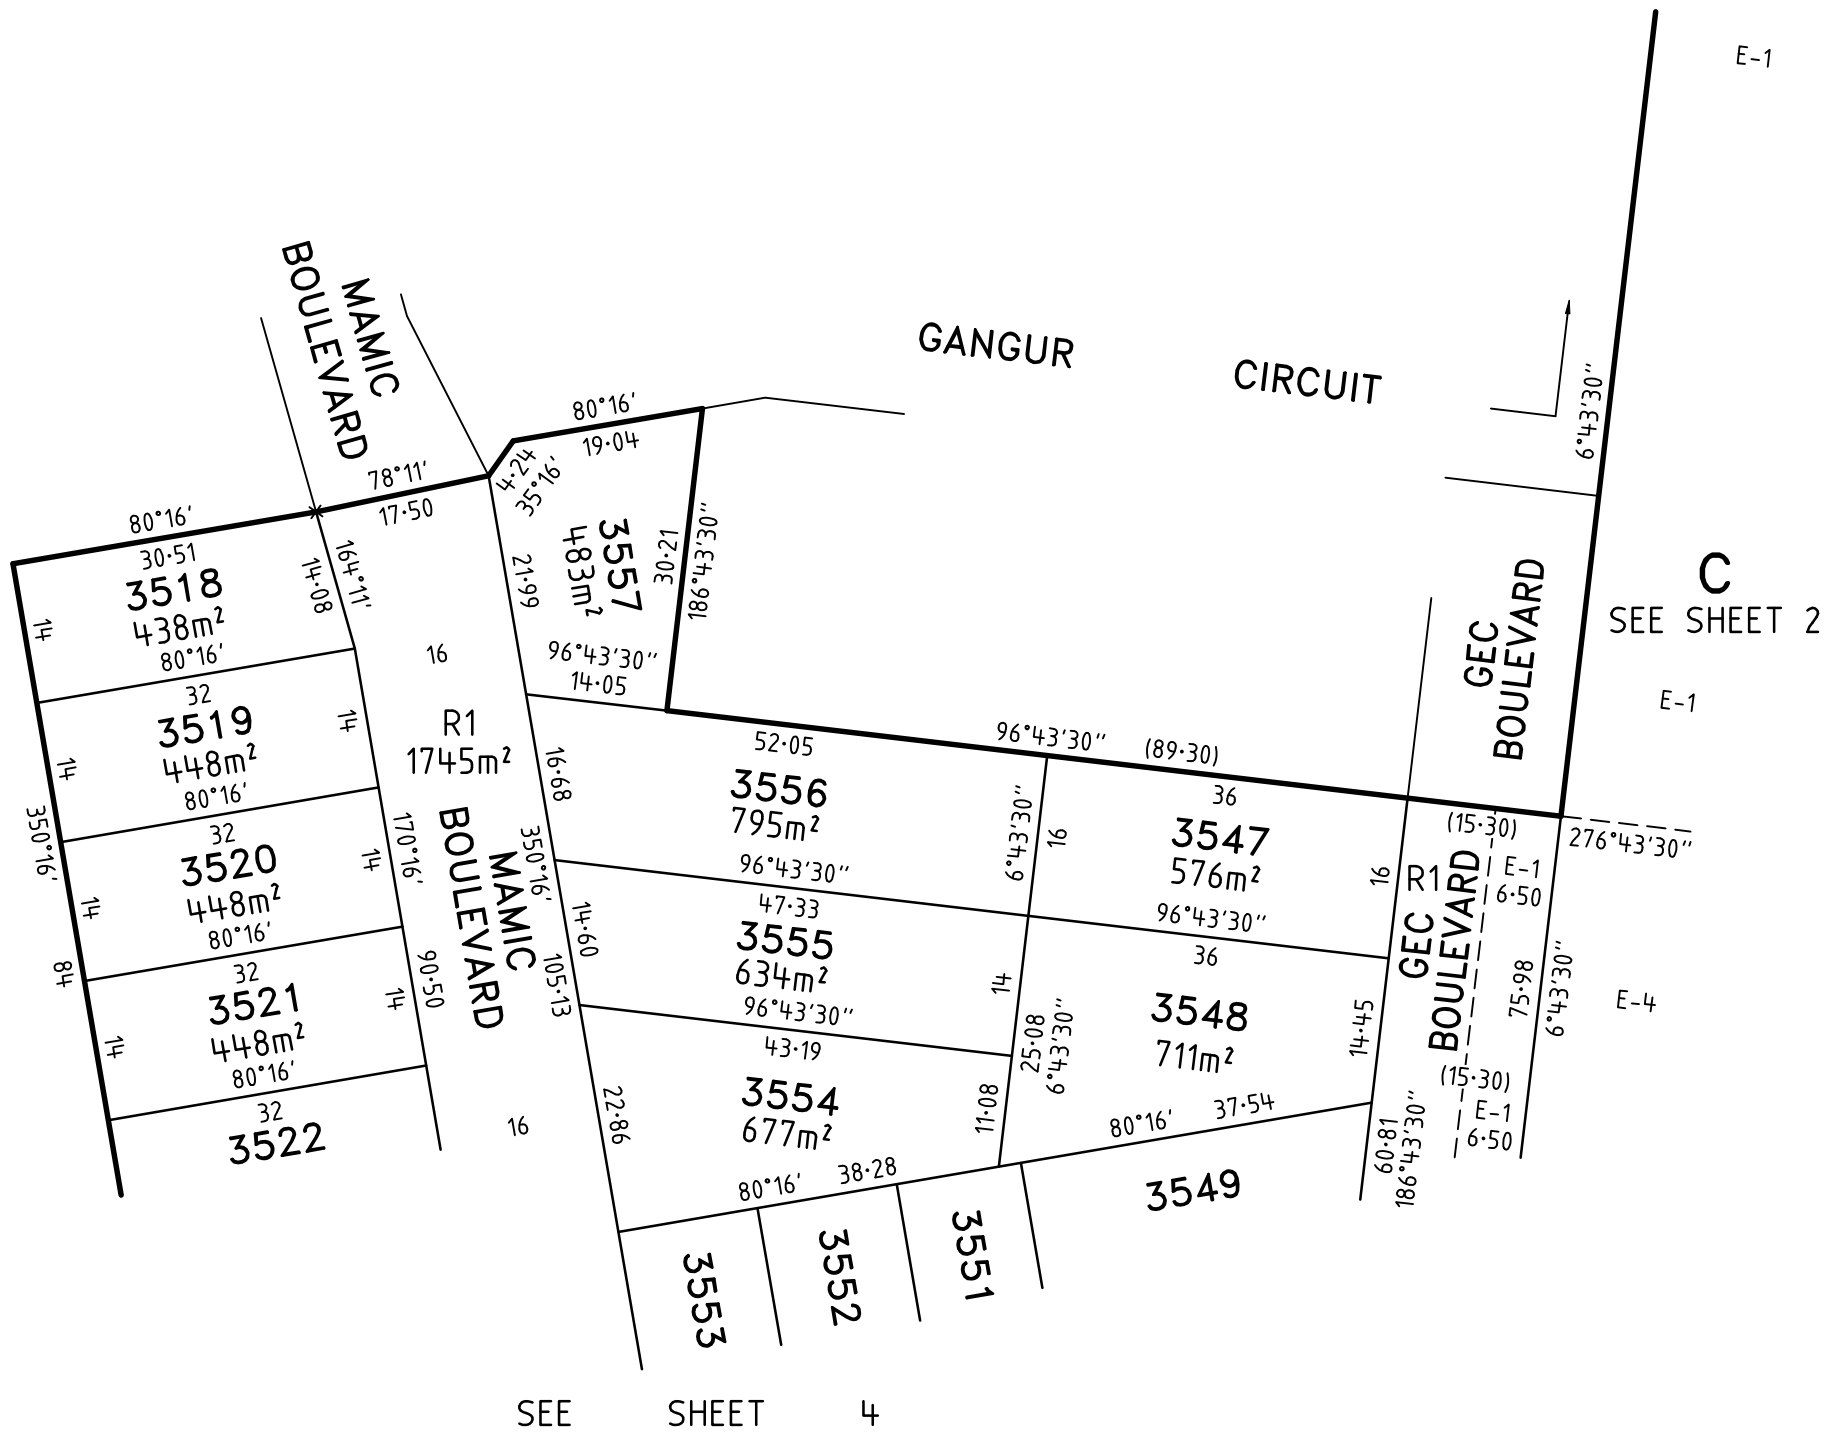 E-1
MAMIC
BOULEVARD
GANGUR CIRCUIT
6°43'30"
80°16'
19·04
4·24
35°16'
78°11'
17·50
80°16'
30·51
3518
438m²
14·08
164°11'
14
80°16'
21·99
3557
483m²
30·21
186°43'30"
96°43'30"
14·05
16
R1
1745m²
32
3519
448m²
14
14
80°16'
GEC
BOULEVARD
C
SEE SHEET 2
E-1
52·05
96°43'30"
(89·30)
16·68
3556
795m²
6°43'30"
96°43'30"
36
3547
576m²
16
16
96°43'30"
(15·30)
276°43'30"
R1
E-1
6·50
GEC
BOULEVARD
350°16'
84
32
3520
448m²
14
14
80°16'
170°16'
90·50
MAMIC
BOULEVARD
350°16'
105·13
14·60
47·33
3555
634m²
14
96°43'30"
36
3548
711m²
25·08
6°43'30"
14·45
75·98
6°43'30"
E-4
32
3521
448m²
14
14
80°16'
32
3522
16
22·86
43·19
3554
677m²
11·08
80°16'
38·28
80°16'
37·54
(15·30)
E-1
6·50
60·81
186°43'30"
3549
3553
3552
3551
SEE SHEET 4